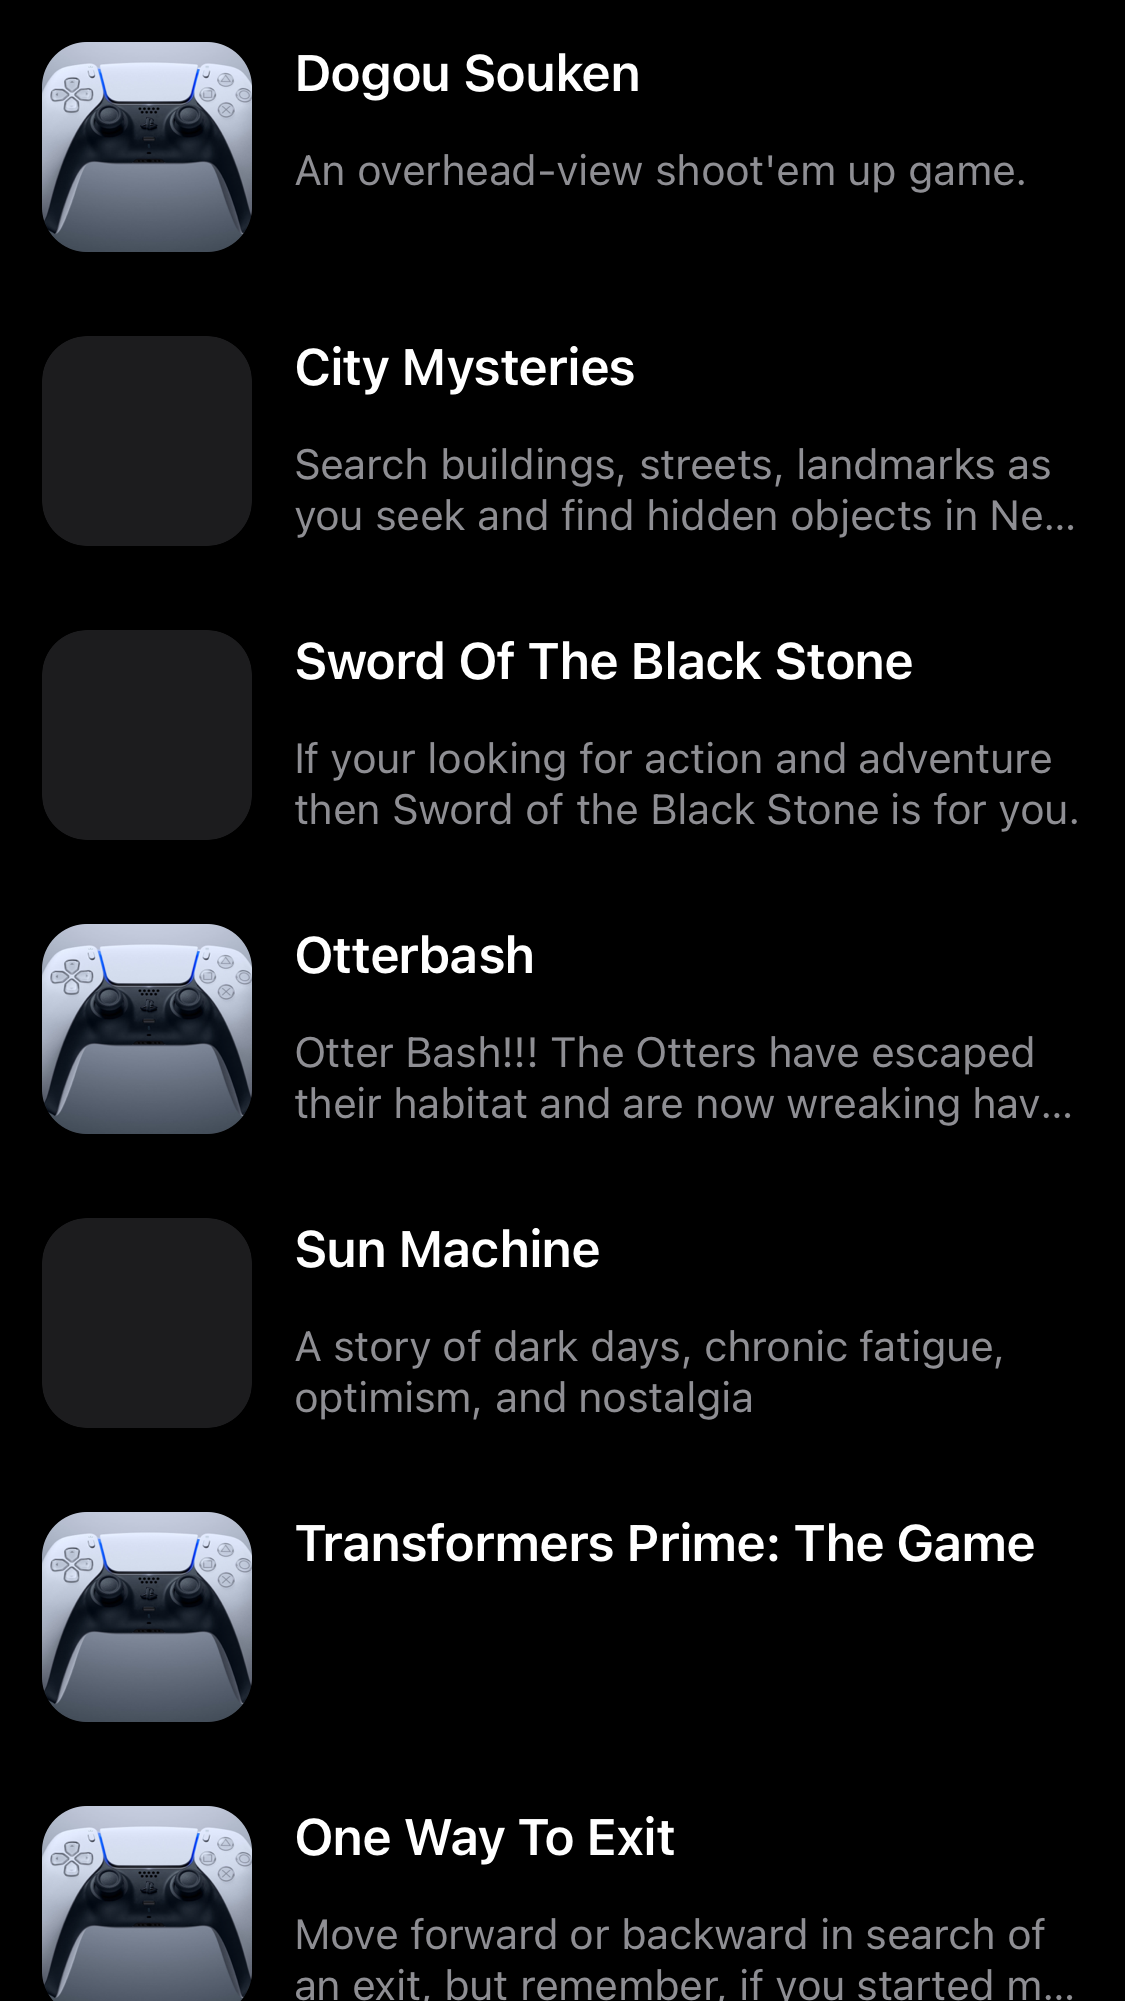 Dogou Souken
An overhead-view shoot'em up game.
City Mysteries
Search buildings, streets, landmarks as
you seek and find hidden objects in Ne...
Sword Of The Black Stone
If your looking for action and adventure
then Sword of the Black Stone is for you.
Otterbash
Otter Bash!!! The Otters have escaped
their habitat and are now wreaking hav...
Sun Machine
A story of dark days, chronic fatigue,
optimism, and nostalgia
Transformers Prime: The Game
One Way To Exit
Move forward or backward in search of
an exit, but remember, if you started m...